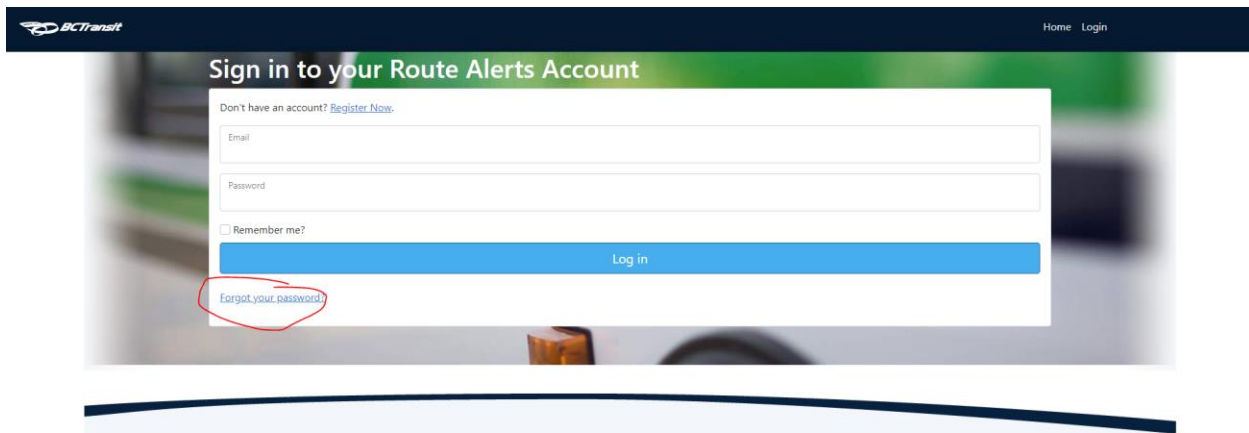 BCTransit
Home Login
Sign in to your Route Alerts Account
Don't have an account? Register Now.
Email
Password
Remember me?
Log in
Forgot your password?